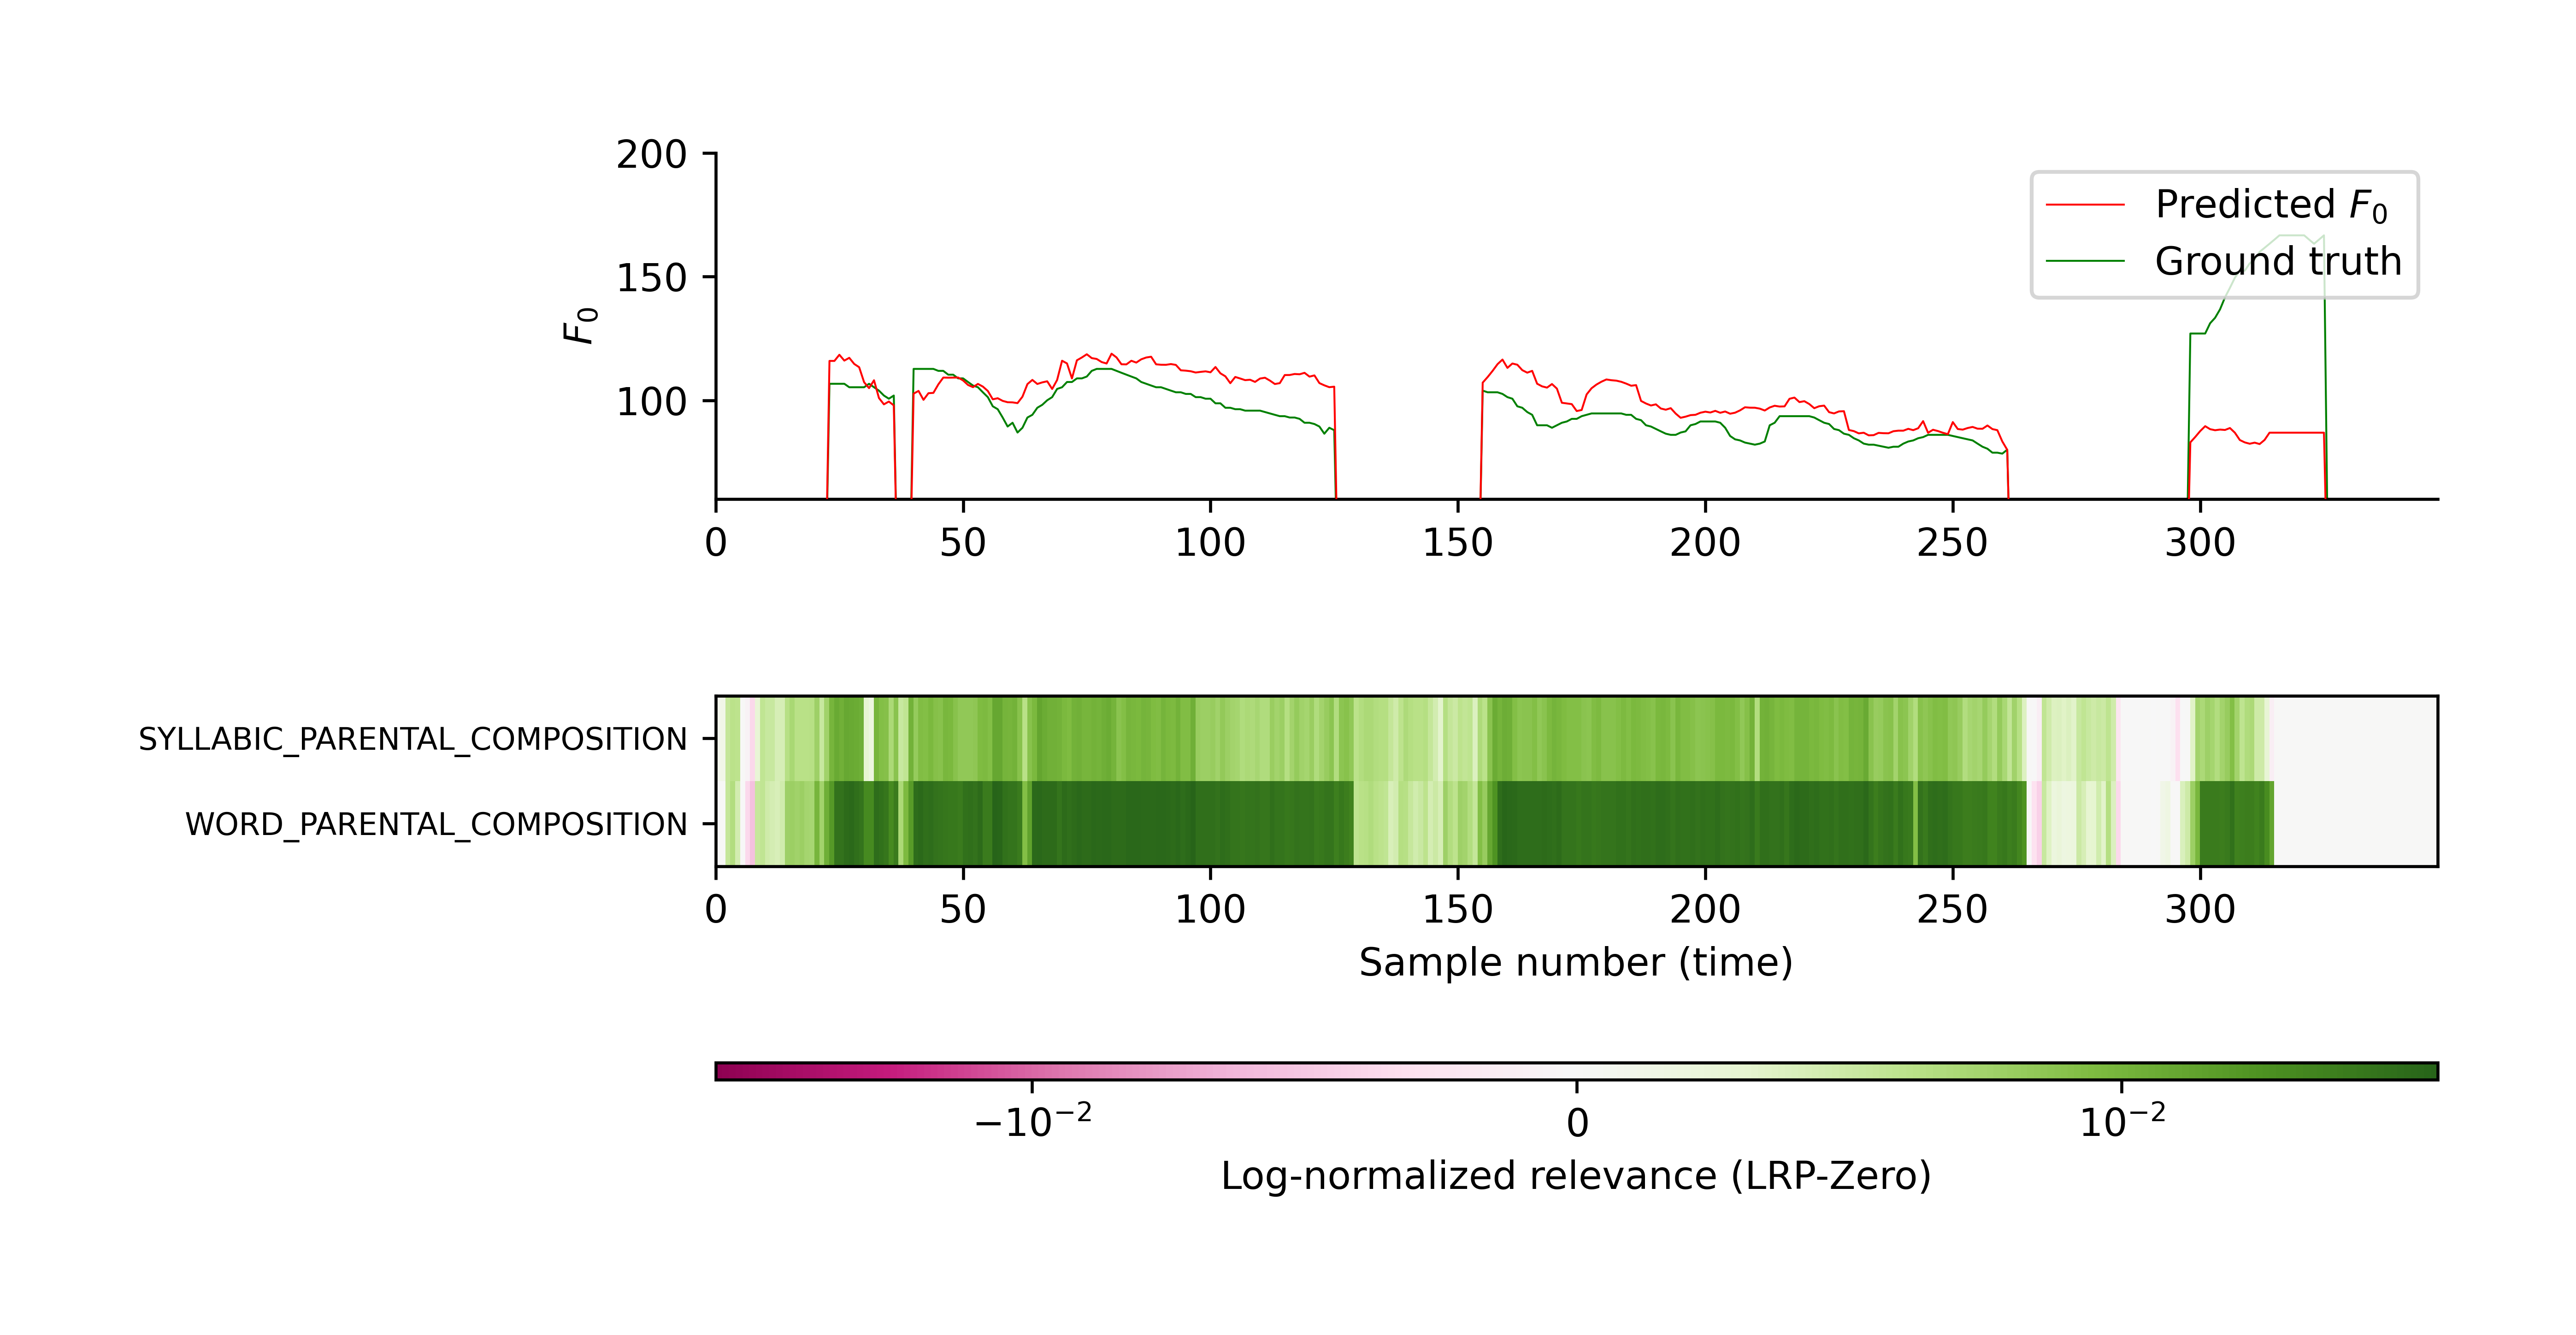 200
150
100
F₀
Predicted F₀
Ground truth
0 50 100 150 200 250 300
SYLLABIC_PARENTAL_COMPOSITION
WORD_PARENTAL_COMPOSITION
0 50 100 150 200 250 300
Sample number (time)
−10⁻² 0 10⁻²
Log-normalized relevance (LRP-Zero)